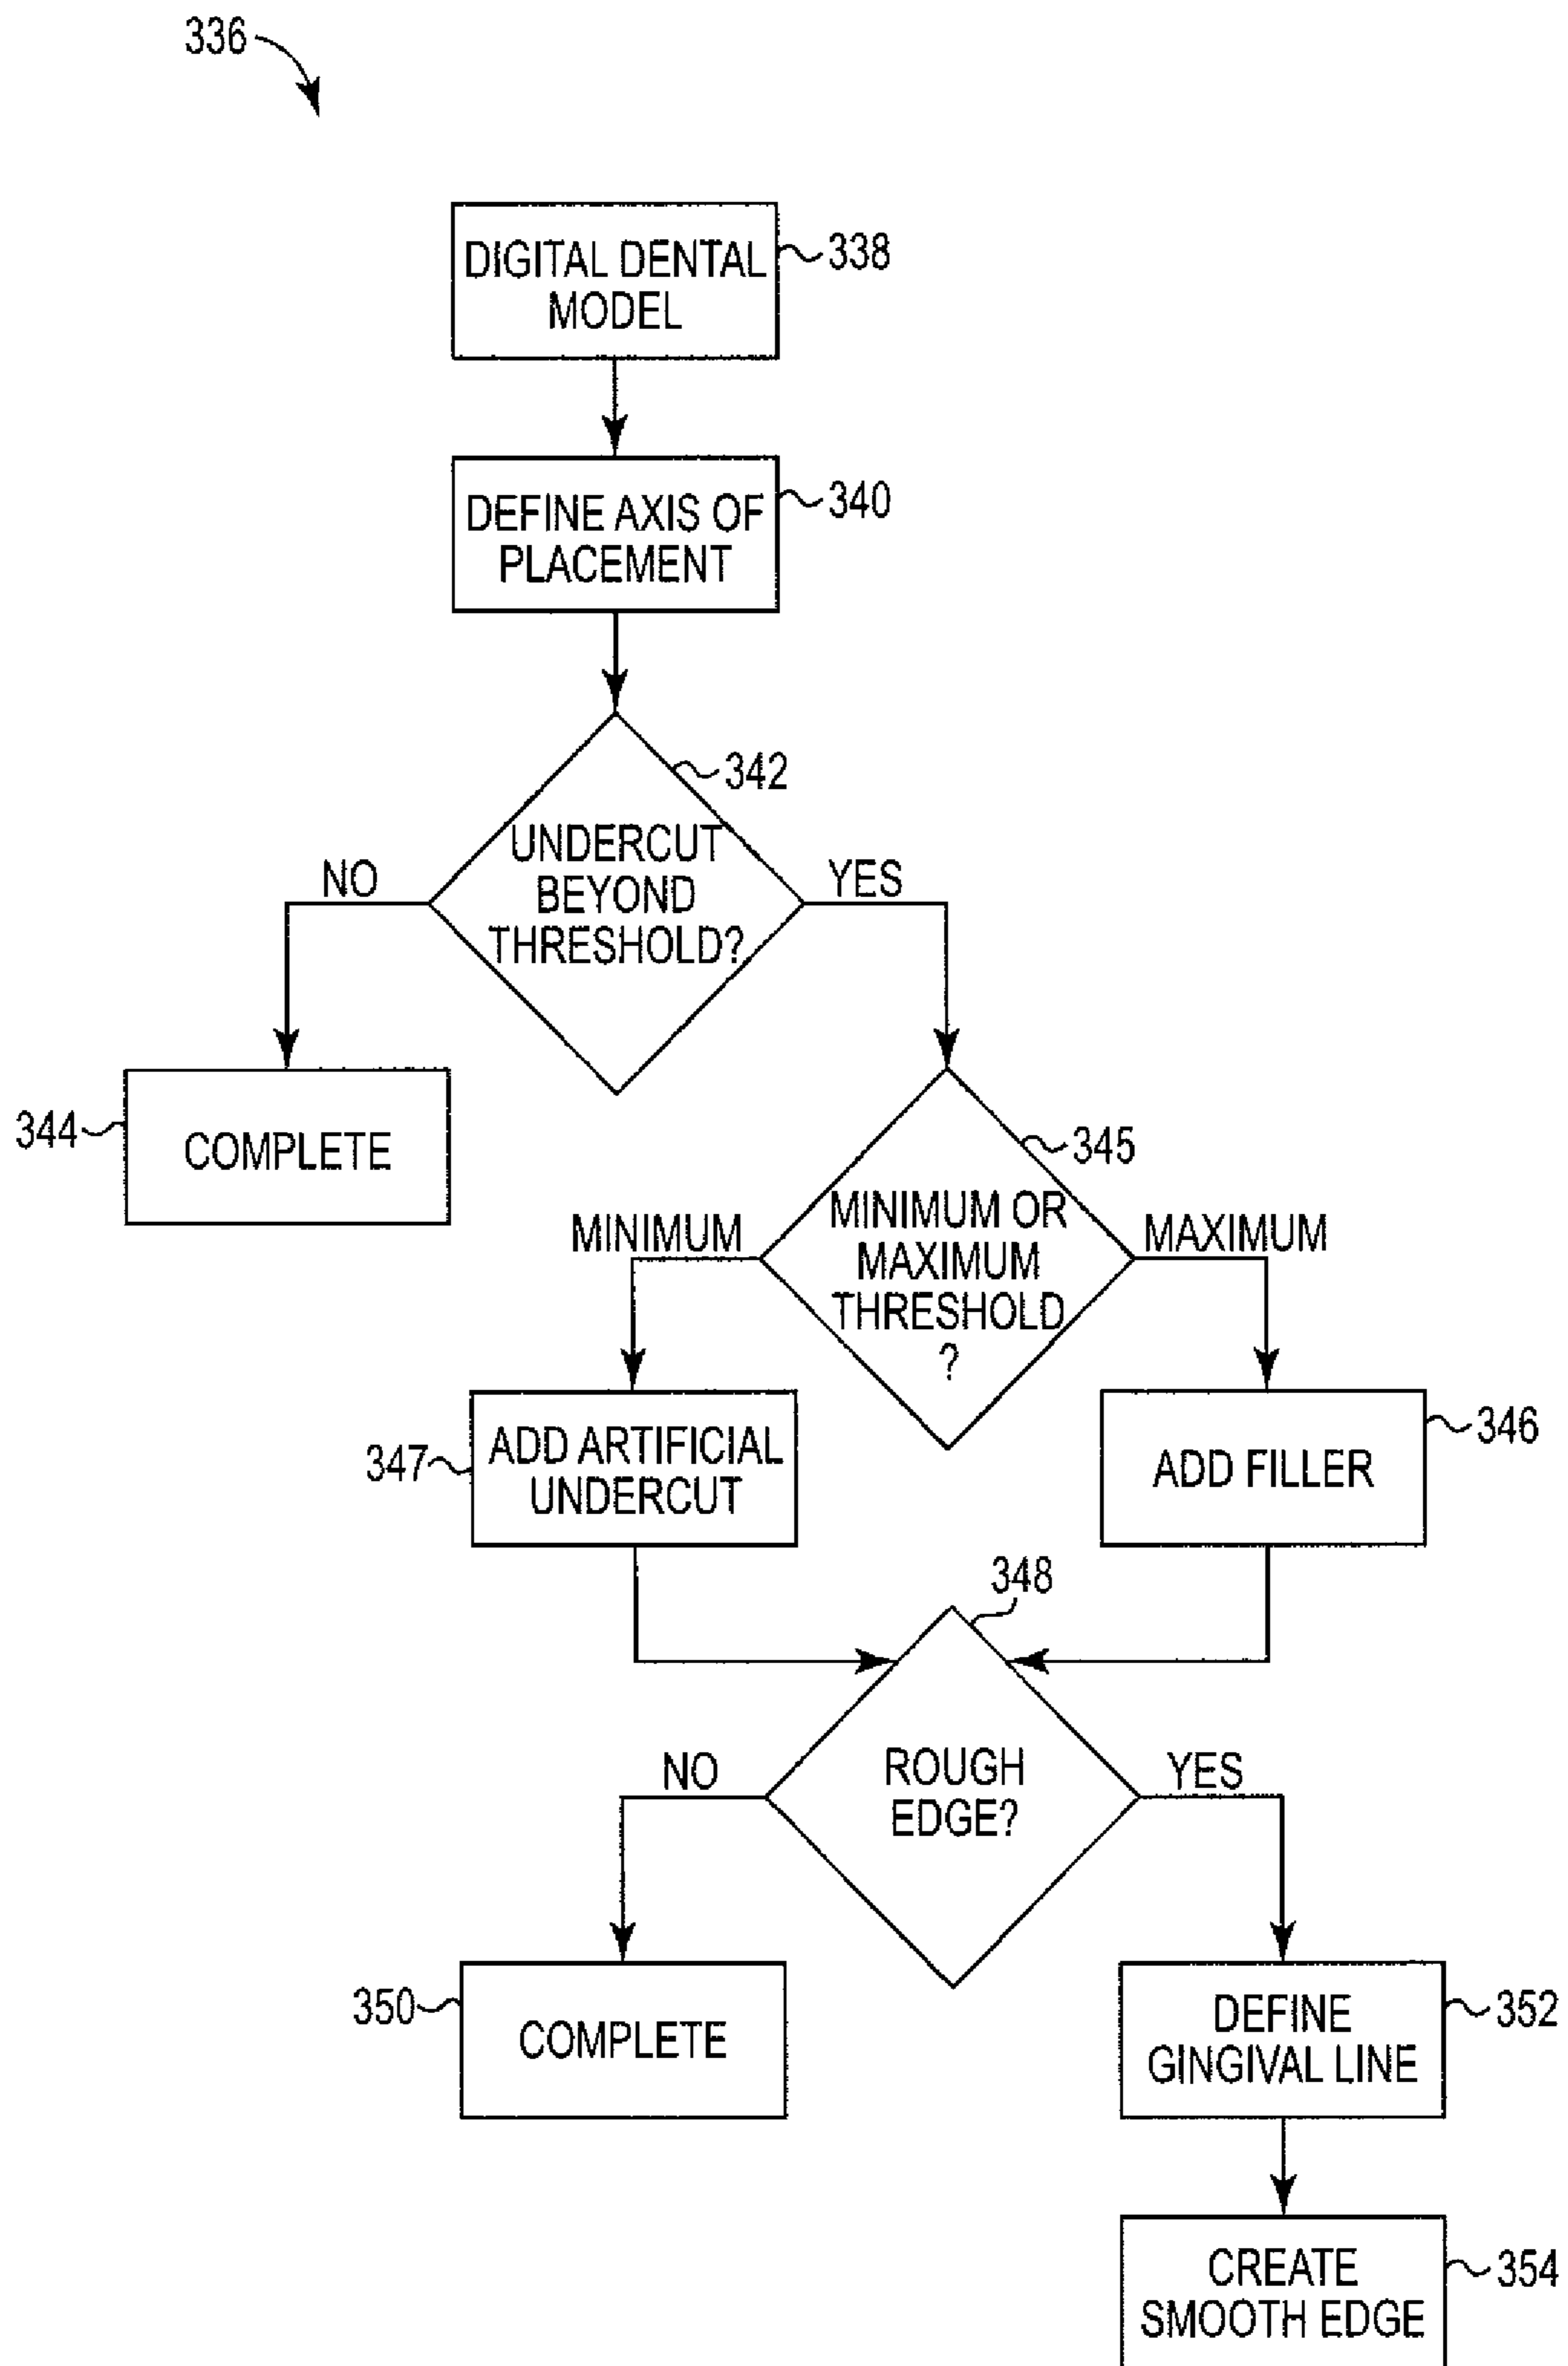 336
DIGITAL DENTAL
MODEL
338
DEFINE AXIS OF
PLACEMENT
340
342
UNDERCUT
BEYOND
THRESHOLD?
NO
YES
344
COMPLETE
345
MINIMUM OR
MAXIMUM
THRESHOLD
?
MINIMUM
MAXIMUM
347
ADD ARTIFICIAL
UNDERCUT
ADD FILLER
346
348
ROUGH
EDGE?
NO
YES
350
COMPLETE
DEFINE
GINGIVAL LINE
352
CREATE
SMOOTH EDGE
354